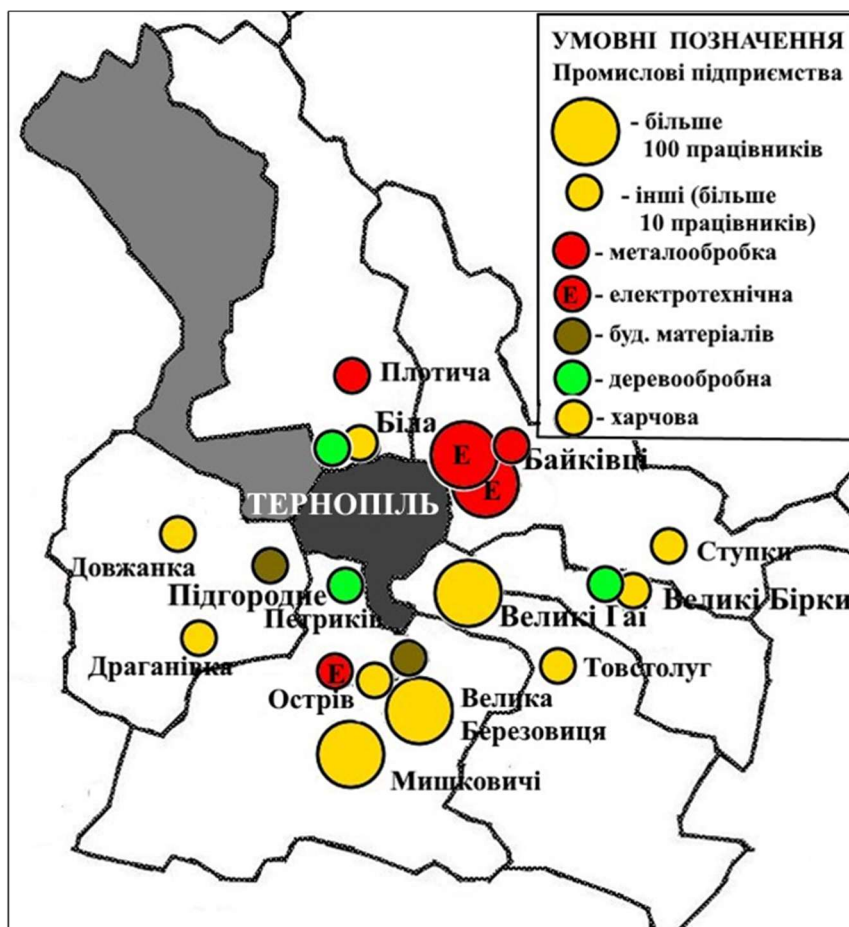 УМОВНІ ПОЗНАЧЕННЯ
Промислові підприємства
- більше
100 працівників
- інші (більше
10 працівників)
- металообробка
Е - електротехнічна
- буд. матеріалів
- деревообробна
- харчова
Плотича
Біла
Е
Байківці
Е
ТЕРНОПІЛЬ
Ступки
Довжанка
Підгородне
Петриків
Великі Гаї
Великі Бірки
Драганівка
Е
Острів
Товстолуг
Велика
Березовиця
Мишковичі